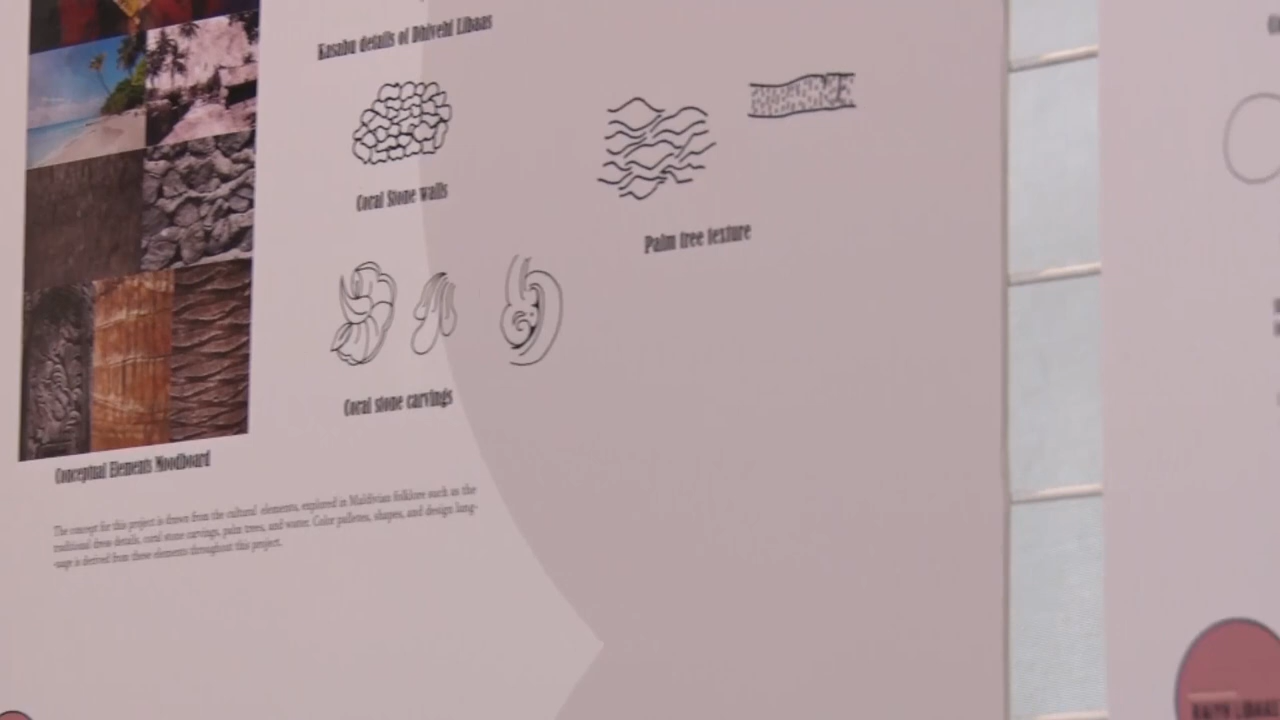 Kasabu details of Dhivehi Libaas
Coral Stone walls
Palm tree texture
Coral stone carvings
Conceptual Elements Moodboard
The concept for this project is drawn from the cultural elements, explored in Maldivian folklore such as the
traditional dress details, coral stone carvings, palm trees, and water. Color palletes, shapes, and design lang-
-uage is derived from these elements throughout this project.